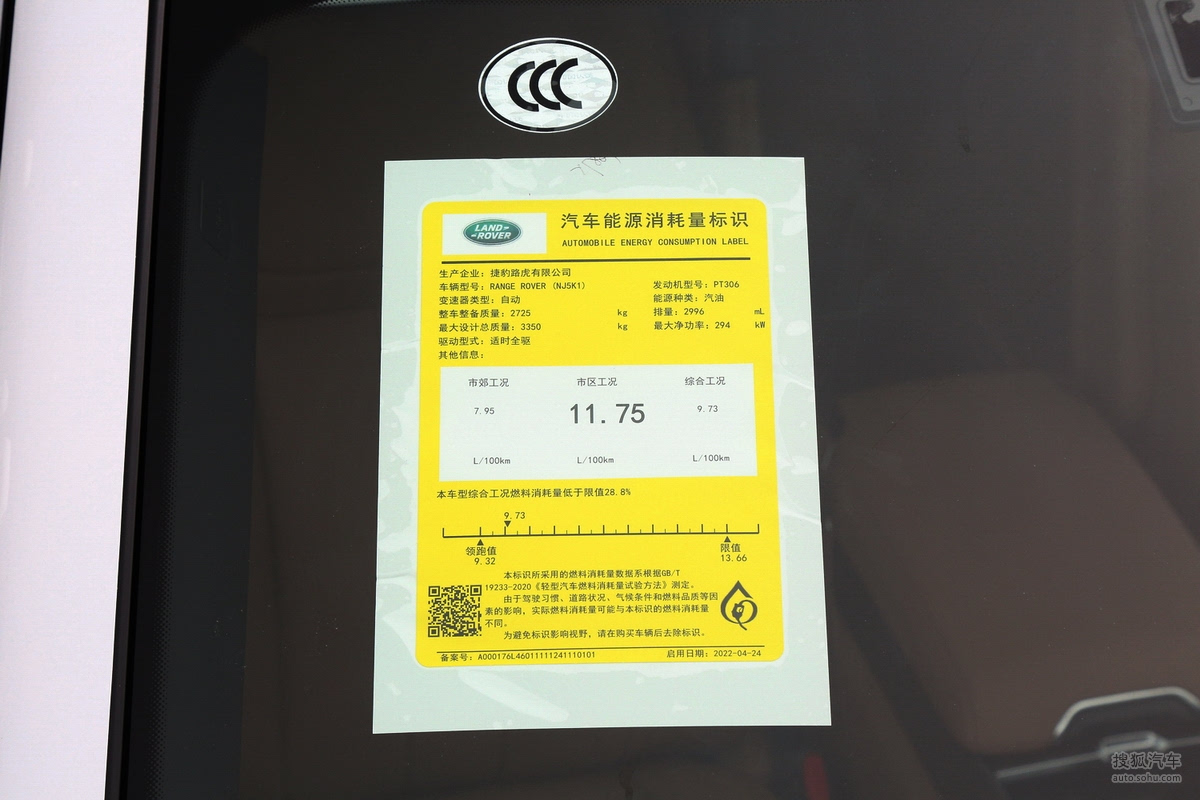 CCC
LAND
ROVER
汽车能源消耗量标识
AUTOMOBILE ENERGY CONSUMPTION LABEL
生产企业：捷豹路虎有限公司
车辆型号：RANGE ROVER (NJ5K1) 发动机型号：PT306
变速器类型：自动 能源种类：汽油
整车整备质量：2725 kg 排量：2996 mL
最大设计总质量：3350 kg 最大净功率：294 kW
驱动型式：适时全驱
其他信息：
市郊工况 市区工况 综合工况
7.95 11.75 9.73
L/100km L/100km L/100km
本车型综合工况燃料消耗量低于限值28.8%
9.73
领跑值 限值
9.32 13.66
本标识所采用的燃料消耗量数据系根据GB/T
19233-2020《轻型汽车燃料消耗量试验方法》测定。
由于驾驶习惯、道路状况、气候条件和燃料品质等因
素的影响，实际燃料消耗量可能与本标识的燃料消耗量
不同。
为避免标识影响视野，请在购买车辆后去除标识。
备案号：A000176L46011111241110101 启用日期：2022-04-24
搜狐汽车
auto.sohu.com